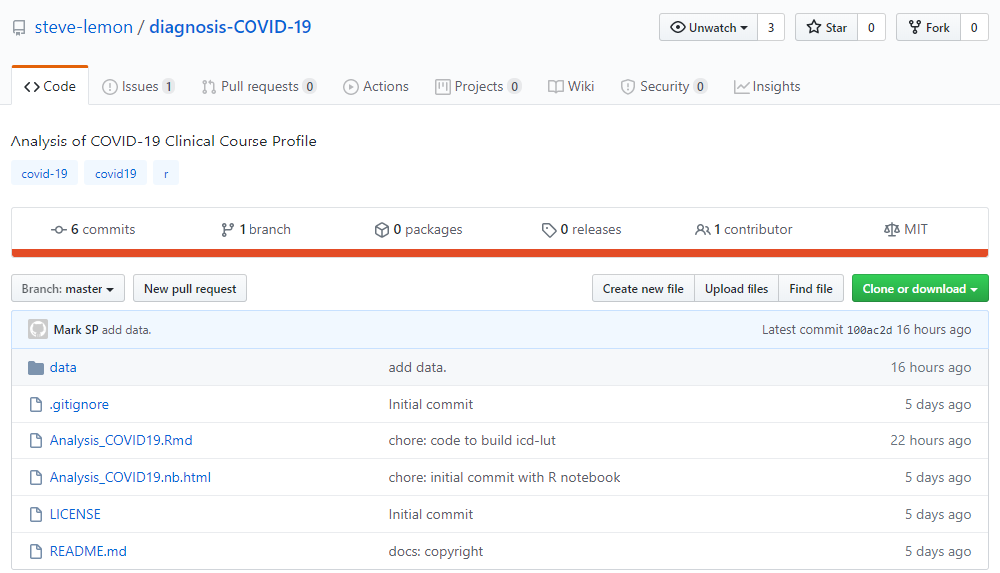 steve-lemon / diagnosis-COVID-19 Unwatch 3 Star 0 Fork 0
Code Issues 1 Pull requests 0 Actions Projects 0 Wiki Security 0 Insights
Analysis of COVID-19 Clinical Course Profile
covid-19 covid19 r
6 commits 1 branch 0 packages 0 releases 1 contributor MIT
Branch: master New pull request Create new file Upload files Find file Clone or download
Mark SP add data. Latest commit 100ac2d 16 hours ago
data add data. 16 hours ago
.gitignore Initial commit 5 days ago
Analysis_COVID19.Rmd chore: code to build icd-lut 22 hours ago
Analysis_COVID19.nb.html chore: initial commit with R notebook 5 days ago
LICENSE Initial commit 5 days ago
README.md docs: copyright 5 days ago